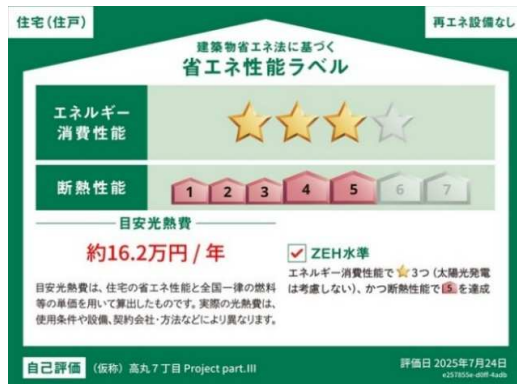 住宅(住戸)
再エネ設備なし
建築物省エネ法に基づく
省エネ性能ラベル
エネルギー
消費性能
断熱性能
1 2 3 4 5 6 7
目安光熱費
約16.2万円 / 年
目安光熱費は、住宅の省エネ性能と全国一律の燃料
等の単価を用いて算出したものです。実際の光熱費は、
使用条件や設備、契約会社・方法などにより異なります。
ZEH水準
エネルギー消費性能で⭐3つ (太陽光発電
は考慮しない)、かつ断熱性能で5を達成
自己評価 (仮称) 高丸7丁目 Project part.III
評価日 2025年7月24日
e257855e-d0ff-4adb